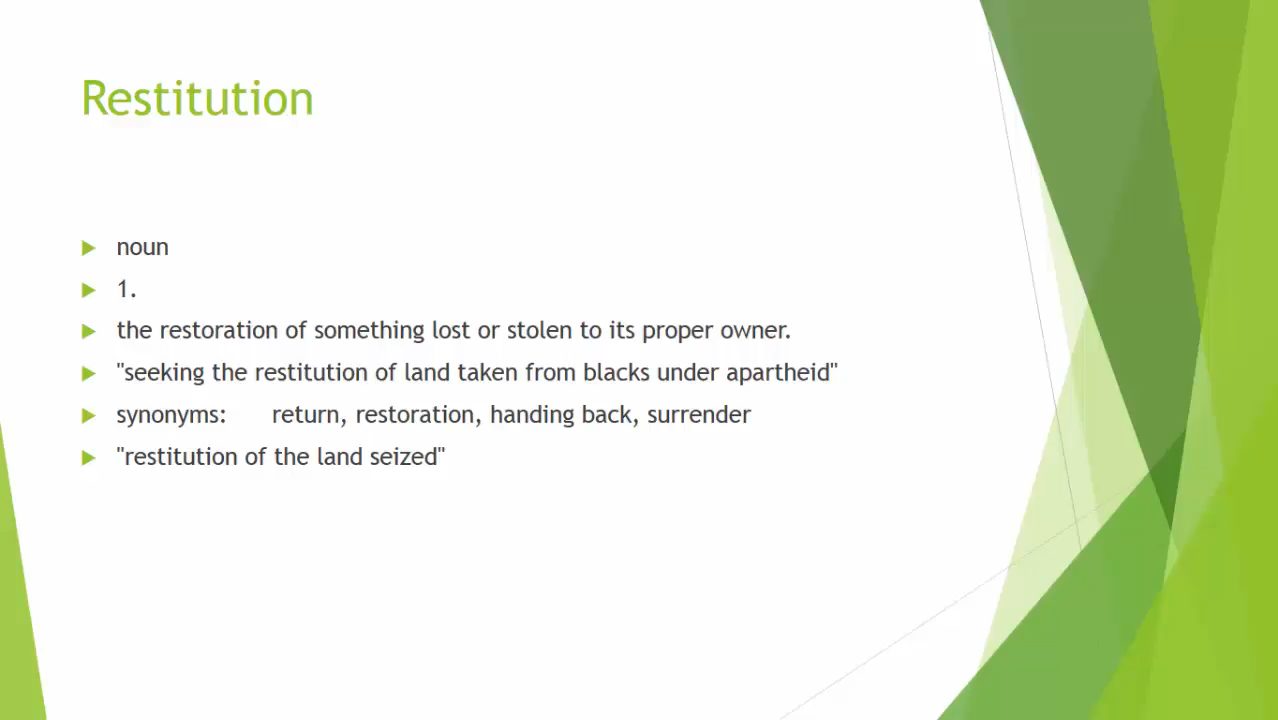 Restitution
noun
1.
the restoration of something lost or stolen to its proper owner.
"seeking the restitution of land taken from blacks under apartheid"
synonyms: return, restoration, handing back, surrender
"restitution of the land seized"